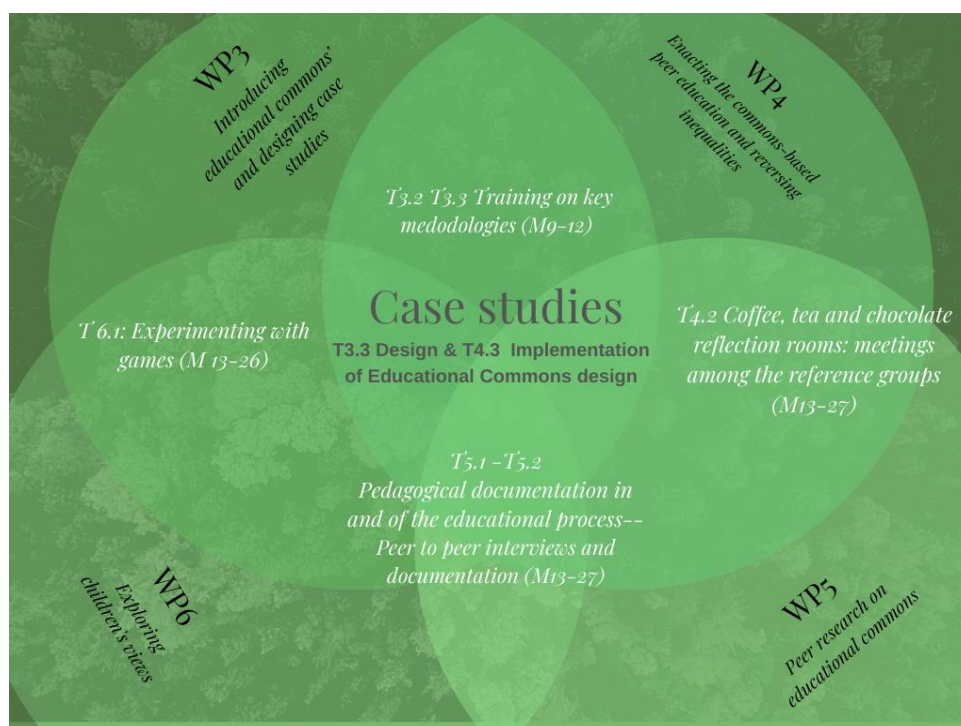 WP3
Introducing
educational commons'
and designing case
studies
WP4
Enacting the commons-based
peer education and reversing
inequalities
T3.2 T3.3 Training on key
medodologies (M9-12)
T 6.1: Experimenting with
games (M 13-26)
Case studies
T3.3 Design & T4.3 Implementation
of Educational Commons design
T4.2 Coffee, tea and chocolate
reflection rooms: meetings
among the reference groups
(M13-27)
T5.1 -T5.2
Pedagogical documentation in
and of the educational process--
Peer to peer interviews and
documentation (M13-27)
WP6
Exploring
children's views
WP5
Peer research on
educational commons